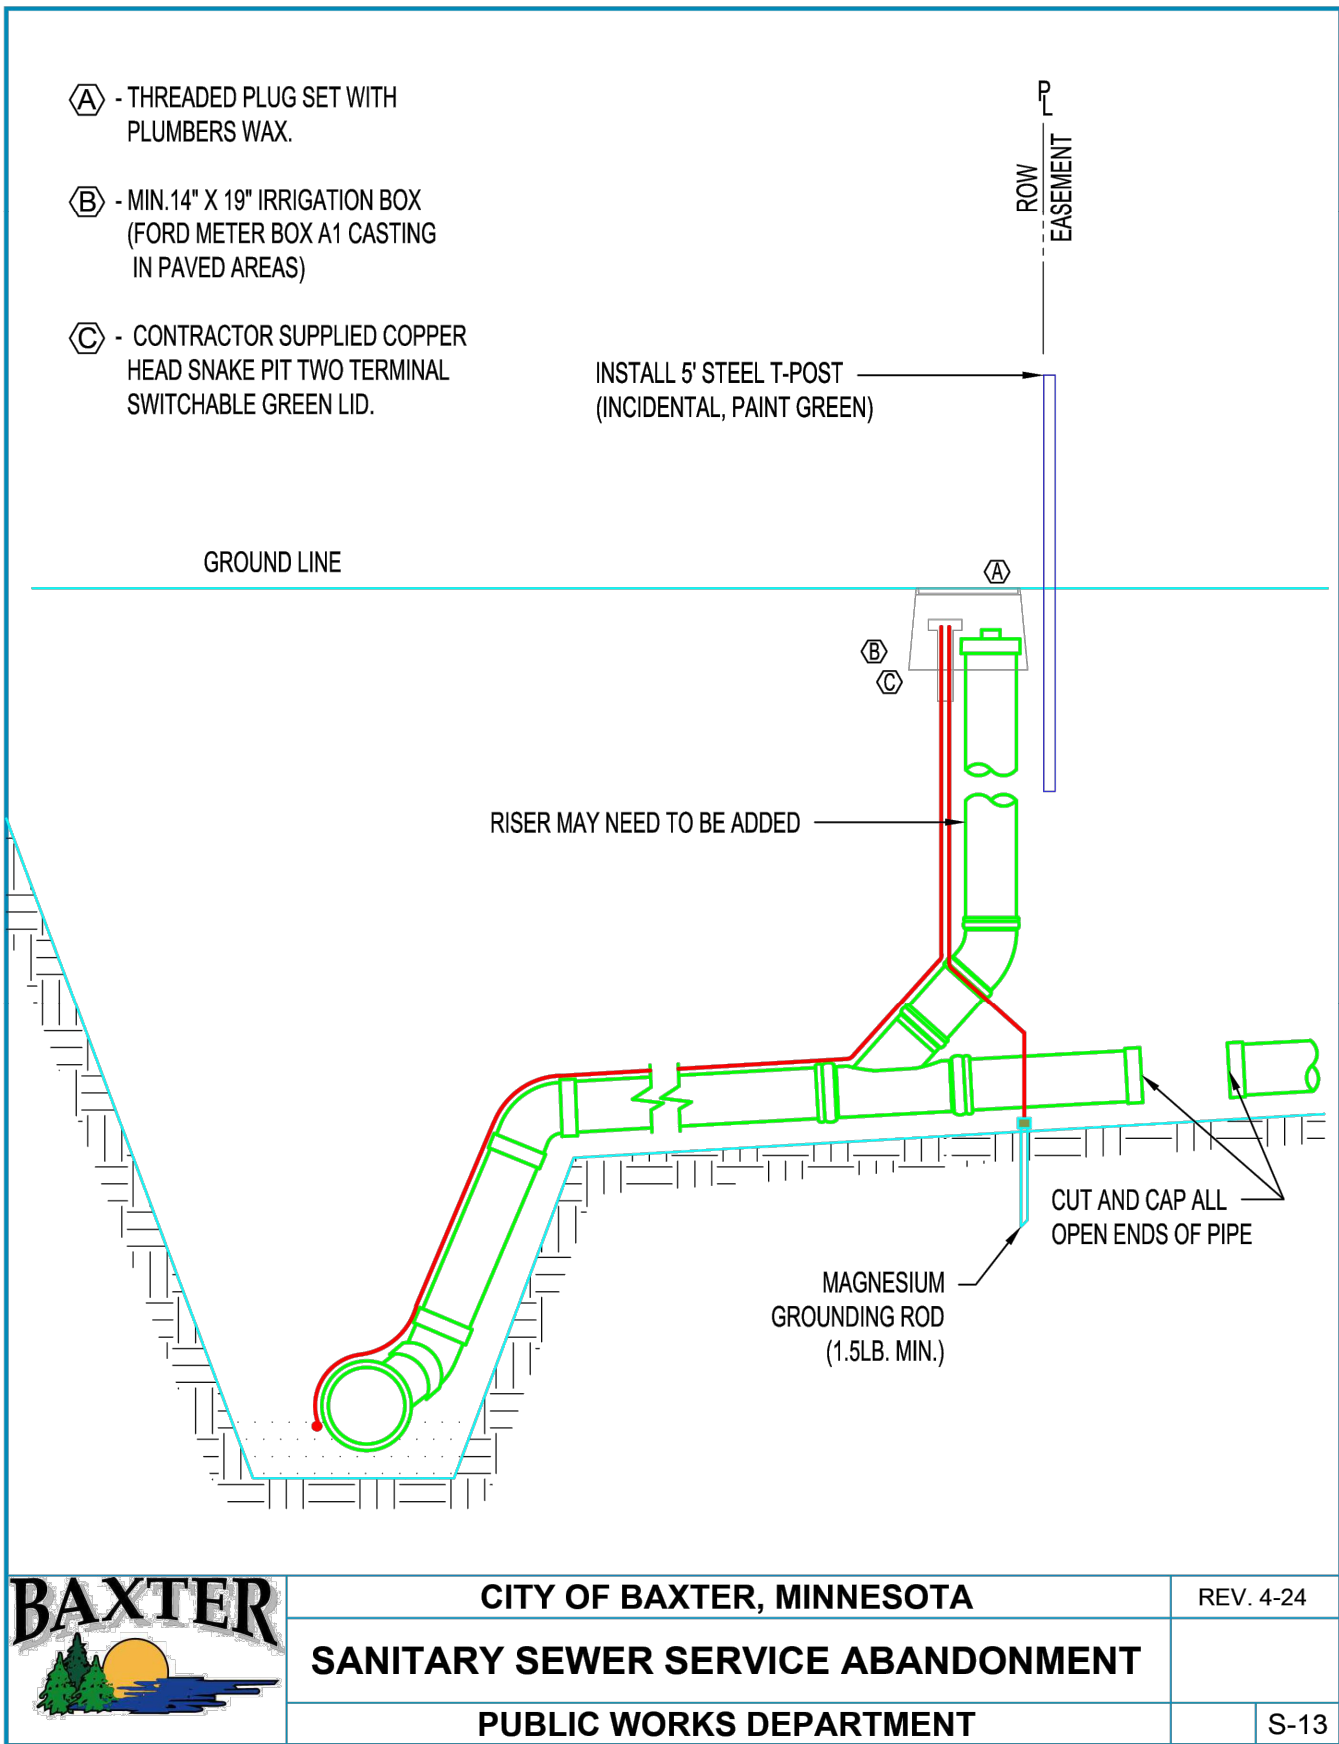 A - THREADED PLUG SET WITH
PLUMBERS WAX.
B - MIN.14" X 19" IRRIGATION BOX
(FORD METER BOX A1 CASTING
IN PAVED AREAS)
C - CONTRACTOR SUPPLIED COPPER
HEAD SNAKE PIT TWO TERMINAL
SWITCHABLE GREEN LID.
PL
ROW
EASEMENT
INSTALL 5' STEEL T-POST
(INCIDENTAL, PAINT GREEN)
GROUND LINE
A
B
C
RISER MAY NEED TO BE ADDED
CUT AND CAP ALL
OPEN ENDS OF PIPE
MAGNESIUM
GROUNDING ROD
(1.5LB. MIN.)
BAXTER
CITY OF BAXTER, MINNESOTA
REV. 4-24
SANITARY SEWER SERVICE ABANDONMENT
PUBLIC WORKS DEPARTMENT
S-13